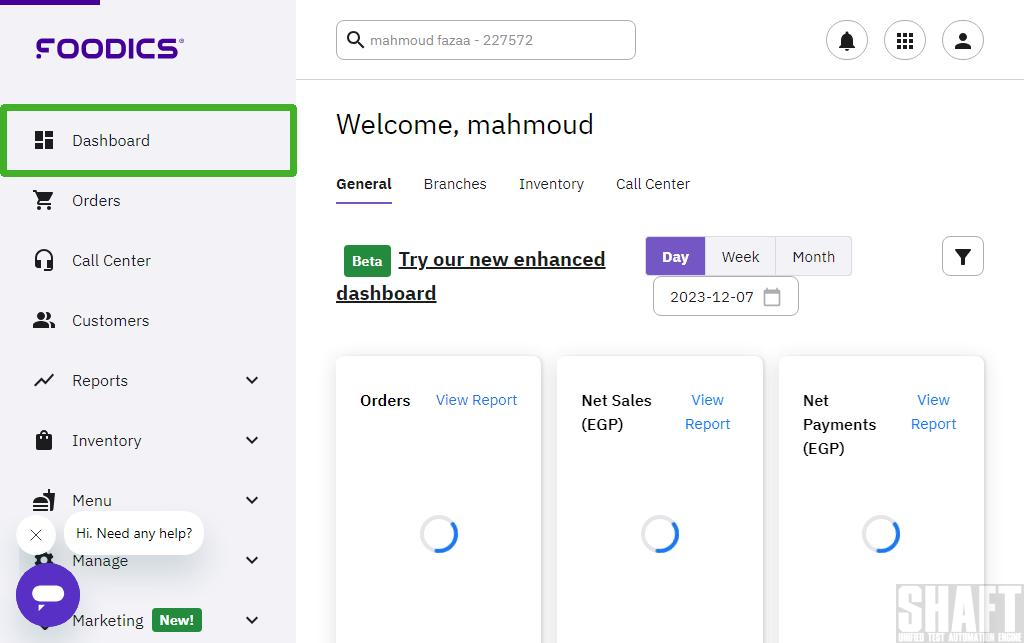 FOODICS
mahmoud fazaa - 227572
Dashboard
Orders
Call Center
Customers
Reports
Inventory
Menu
Hi. Need any help?
Manage
Marketing New!
Welcome, mahmoud
General Branches Inventory Call Center
Beta Try our new enhanced
dashboard
Day Week Month
2023-12-07
Orders View Report
Net Sales
(EGP)
View
Report
Net
Payments
(EGP)
View
Report
SHAFT
UNIFIED TEST AUTOMATION ENGINE